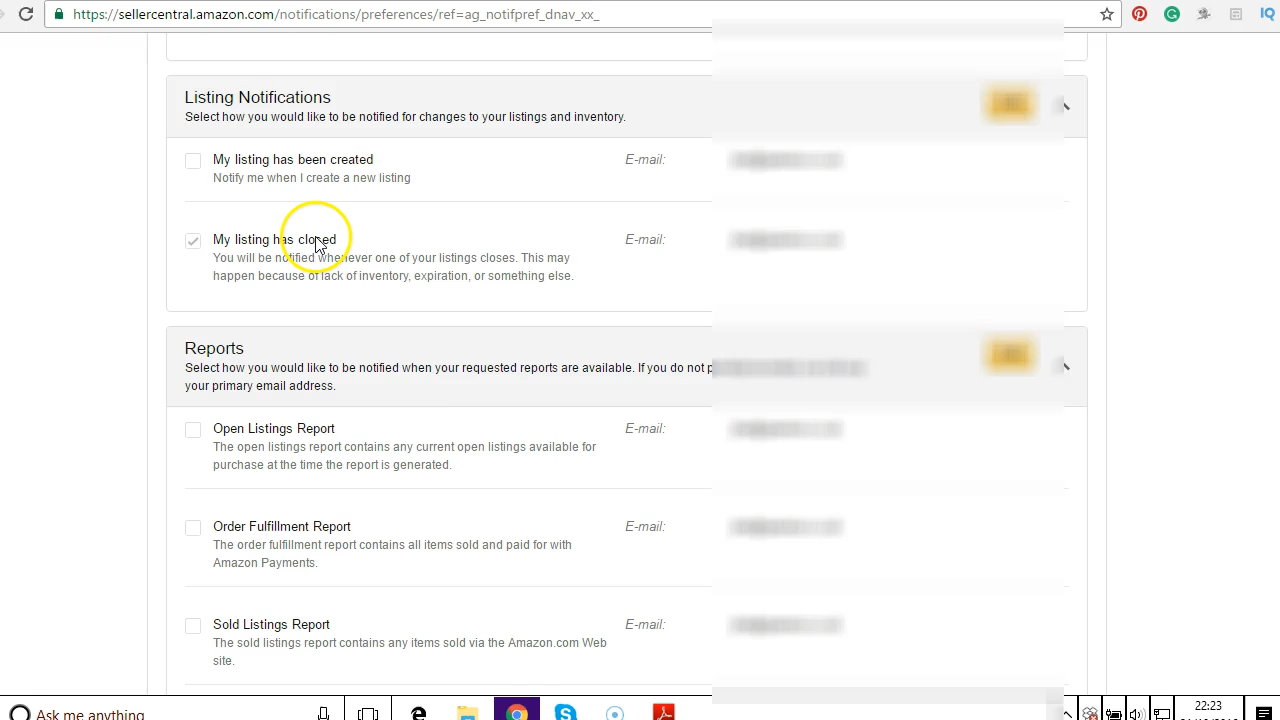 https://sellercentral.amazon.com/notifications/preferences/ref=ag_notifpref_dnav_xx_
Listing Notifications
Select how you would like to be notified for changes to your listings and inventory.
My listing has been created
E-mail:
Notify me when I create a new listing
My listing has closed
E-mail:
You will be notified whenever one of your listings closes. This may
happen because of lack of inventory, expiration, or something else.
Reports
Select how you would like to be notified when your requested reports are available. If you do not p
your primary email address.
Open Listings Report
E-mail:
The open listings report contains any current open listings available for
purchase at the time the report is generated.
Order Fulfillment Report
E-mail:
The order fulfillment report contains all items sold and paid for with
Amazon Payments.
Sold Listings Report
E-mail:
The sold listings report contains any items sold via the Amazon.com Web
site.
Ask me anything
22:23